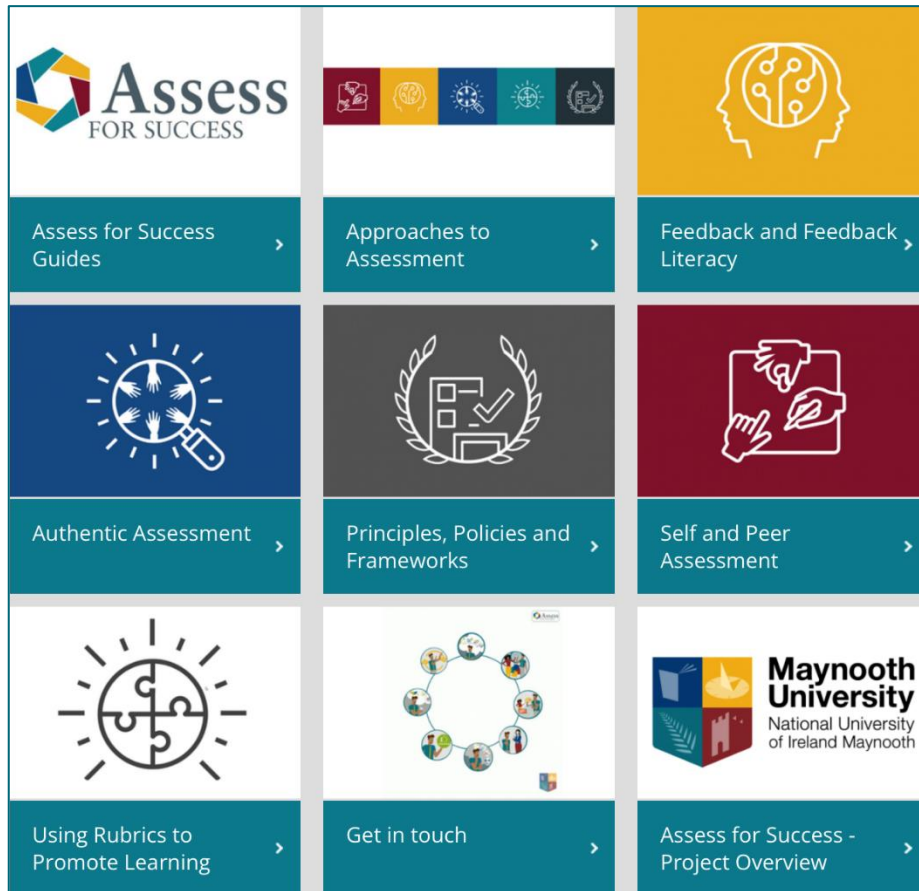 Assess
FOR SUCCESS
Assess for Success
Guides
Approaches to
Assessment
Feedback and Feedback
Literacy
Authentic Assessment
Principles, Policies and
Frameworks
Self and Peer
Assessment
Using Rubrics to
Promote Learning
Assess
Get in touch
Maynooth
University
National University
of Ireland Maynooth
Assess for Success -
Project Overview